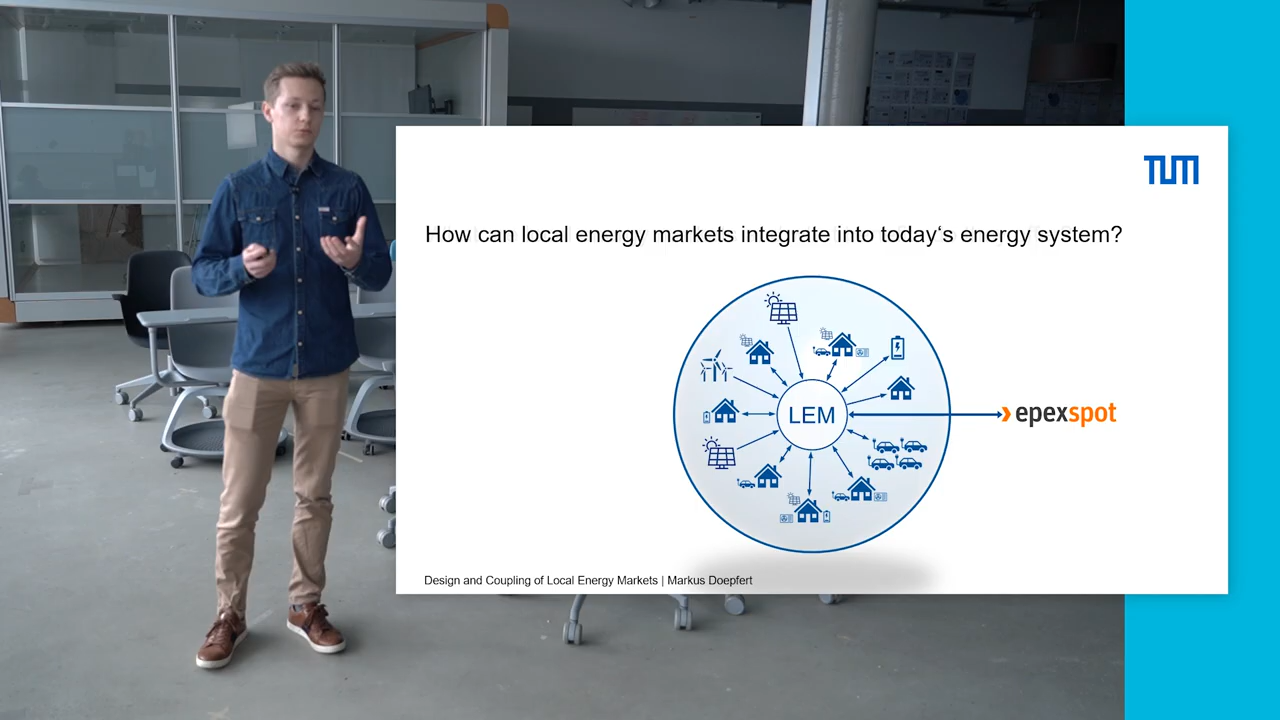 TUM
How can local energy markets integrate into today‘s energy system?
LEM
epexspot
Design and Coupling of Local Energy Markets | Markus Doepfert